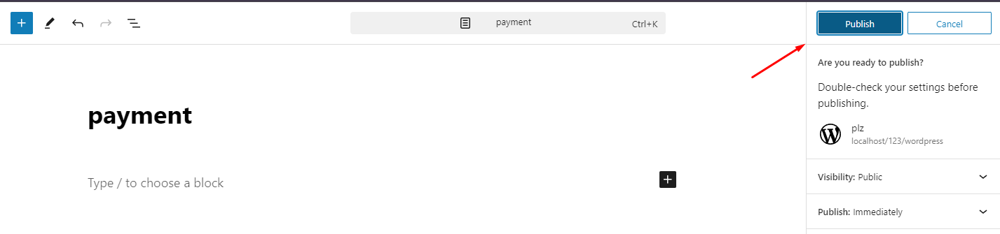 payment
Ctrl+K
Publish
Cancel
payment
Type / to choose a block
Are you ready to publish?
Double-check your settings before
publishing.
plz
localhost/123/wordpress
Visibility: Public
Publish: Immediately